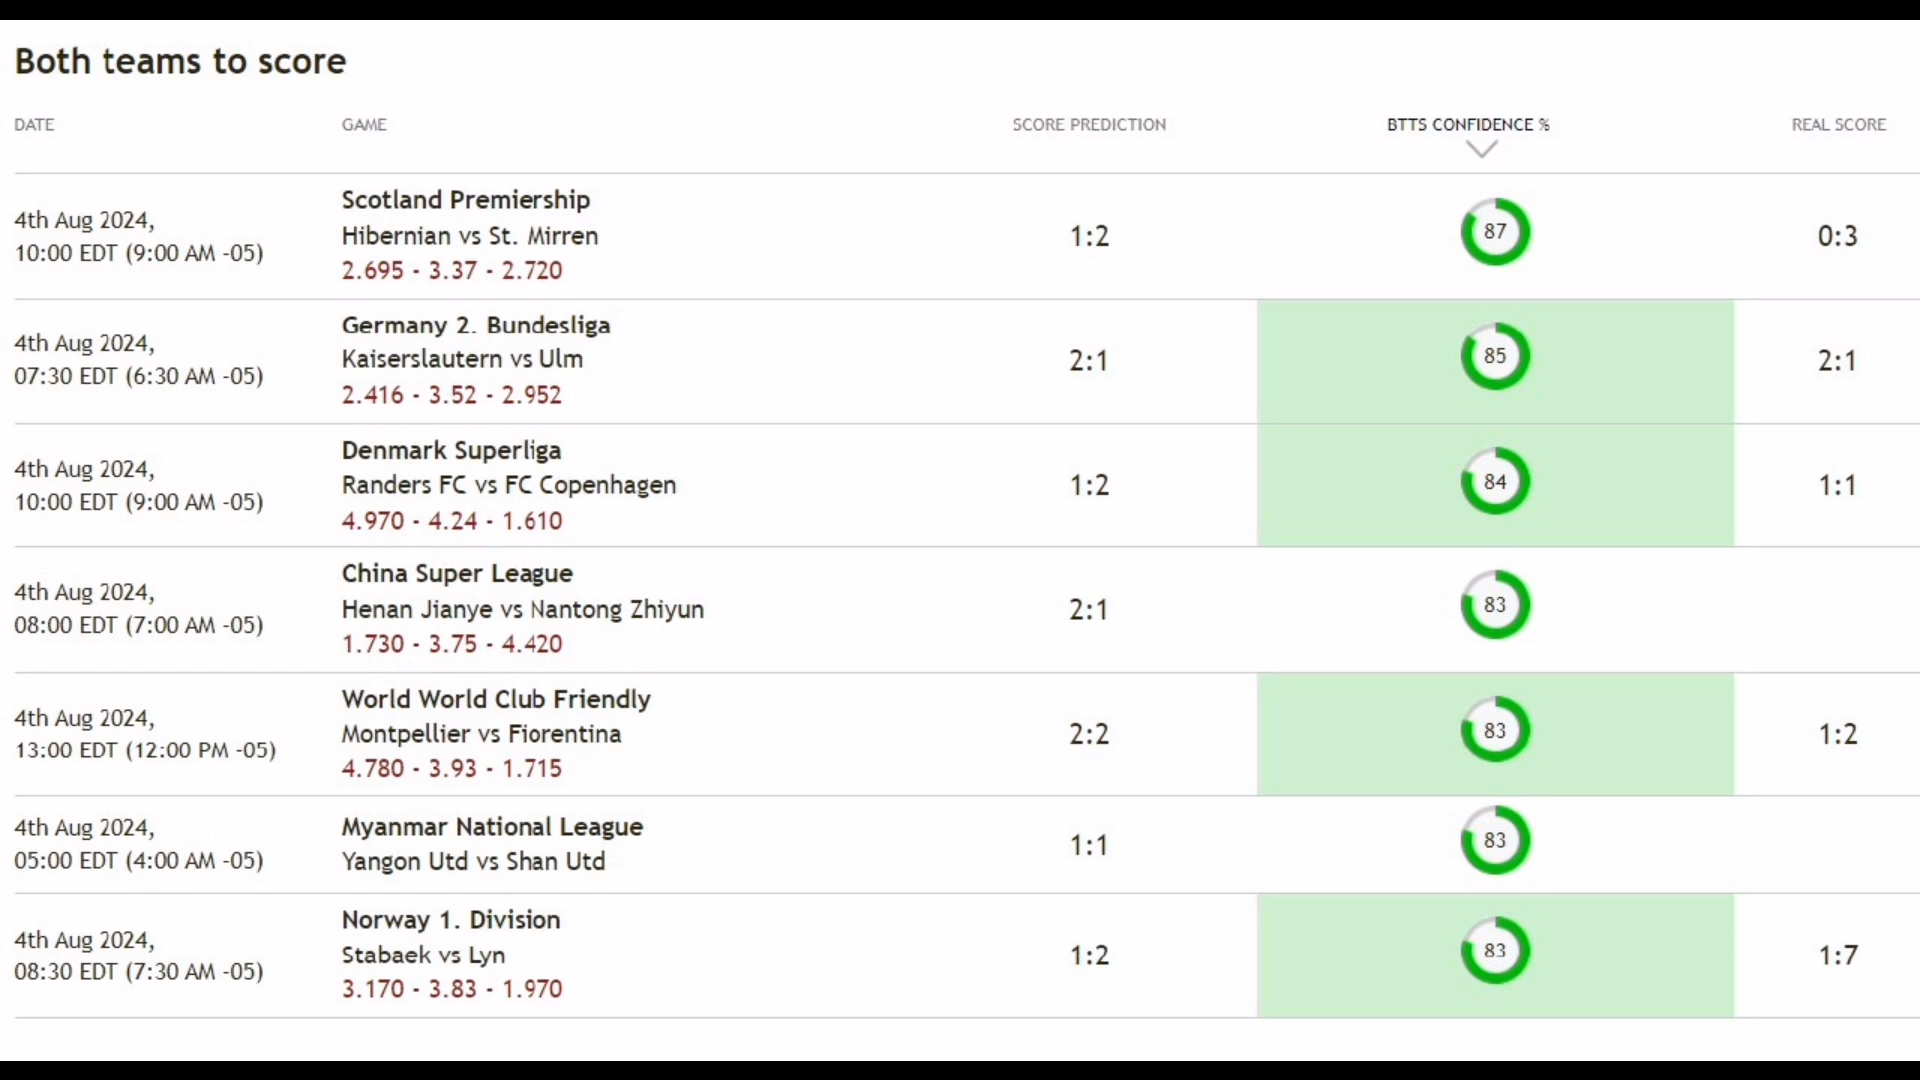 Both teams to score
DATE GAME SCORE PREDICTION BTTS CONFIDENCE % REAL SCORE
Scotland Premiership
4th Aug 2024,
Hibernian vs St. Mirren 1:2 87 0:3
10:00 EDT (9:00 AM -05)
2.695 - 3.37 - 2.720
Germany 2. Bundesliga
4th Aug 2024,
Kaiserslautern vs Ulm 2:1 85 2:1
07:30 EDT (6:30 AM -05)
2.416 - 3.52 - 2.952
Denmark Superliga
4th Aug 2024,
Randers FC vs FC Copenhagen 1:2 84 1:1
10:00 EDT (9:00 AM -05)
4.970 - 4.24 - 1.610
China Super League
4th Aug 2024,
Henan Jianye vs Nantong Zhiyun 2:1 83
08:00 EDT (7:00 AM -05)
1.730 - 3.75 - 4.420
World World Club Friendly
4th Aug 2024,
Montpellier vs Fiorentina 2:2 83 1:2
13:00 EDT (12:00 PM -05)
4.780 - 3.93 - 1.715
4th Aug 2024, Myanmar National League
1:1 83
05:00 EDT (4:00 AM -05) Yangon Utd vs Shan Utd
Norway 1. Division
4th Aug 2024,
Stabaek vs Lyn 1:2 83 1:7
08:30 EDT (7:30 AM -05)
3.170 - 3.83 - 1.970